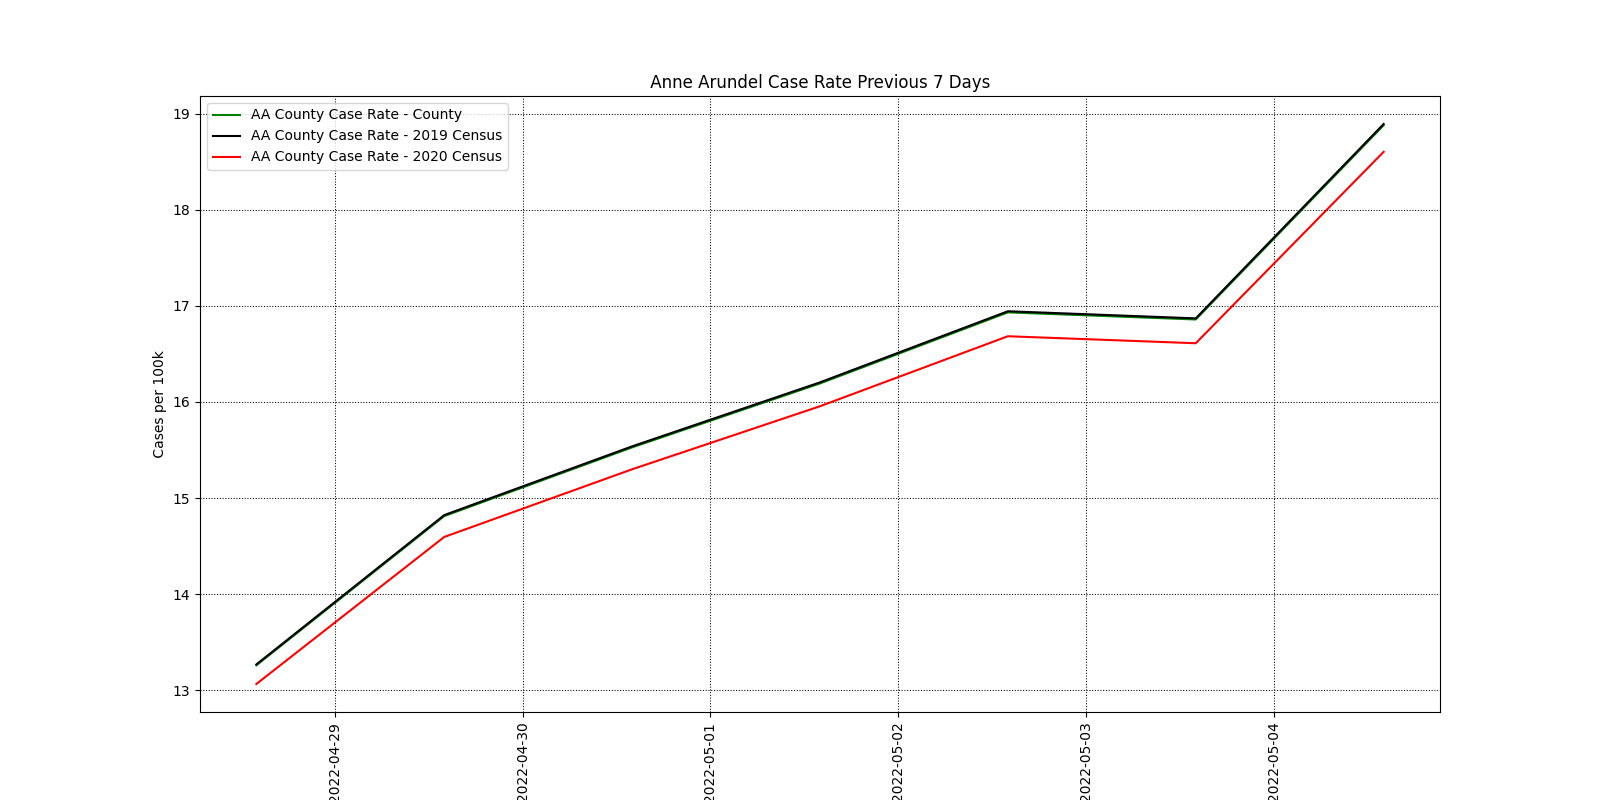 Anne Arundel Case Rate Previous 7 Days
AA County Case Rate - County
AA County Case Rate - 2019 Census
AA County Case Rate - 2020 Census
Cases per 100k
19
18
17
16
15
14
13
2022-04-29
2022-04-30
2022-05-01
2022-05-02
2022-05-03
2022-05-04